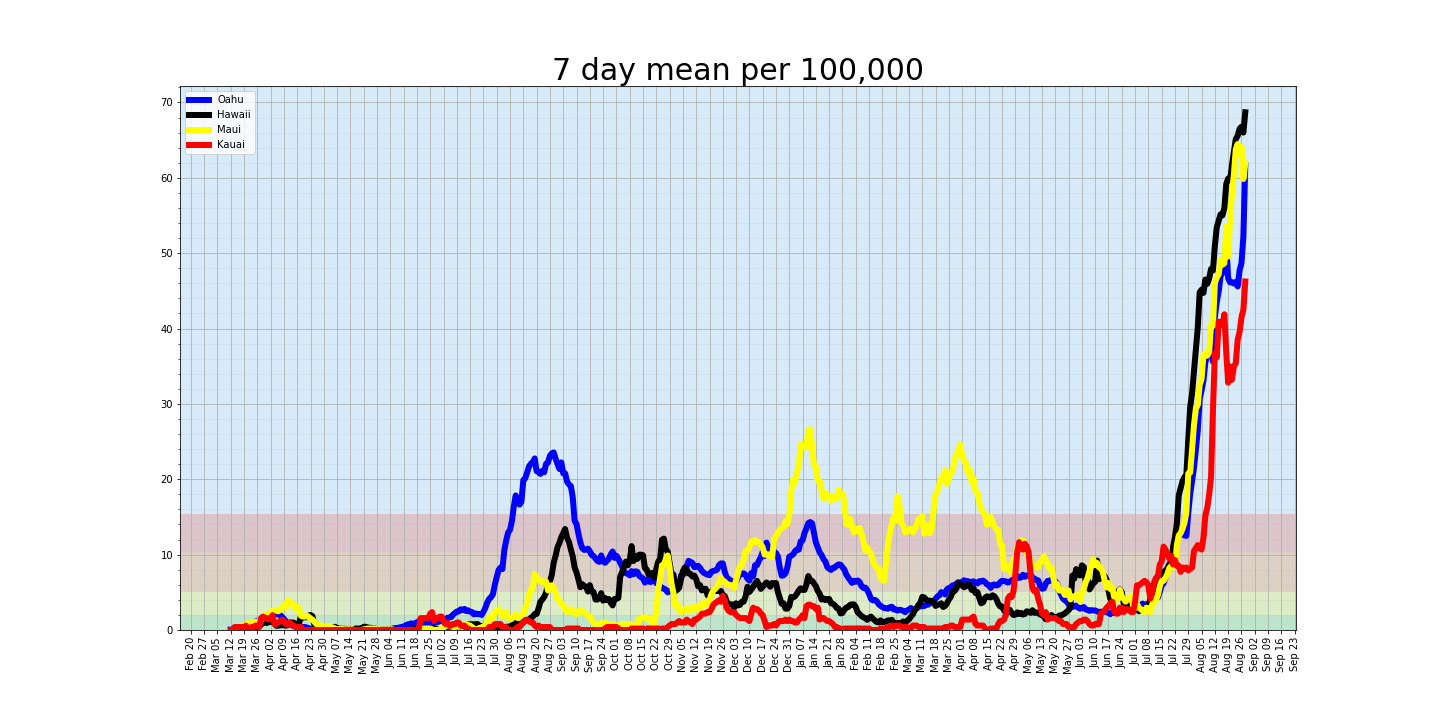 7 day mean per 100,000
Oahu
Hawaii
Maui
Kauai
70
60
50
40
30
20
10
0
Feb 20
Feb 27
Mar 05
Mar 12
Mar 19
Mar 26
Apr 02
Apr 09
Apr 16
Apr 23
Apr 30
May 07
May 14
May 21
May 28
Jun 04
Jun 11
Jun 18
Jun 25
Jul 02
Jul 09
Jul 16
Jul 23
Jul 30
Aug 06
Aug 13
Aug 20
Aug 27
Sep 03
Sep 10
Sep 17
Sep 24
Oct 01
Oct 08
Oct 15
Oct 22
Oct 29
Nov 05
Nov 12
Nov 19
Nov 26
Dec 03
Dec 10
Dec 17
Dec 24
Dec 31
Jan 07
Jan 14
Jan 21
Jan 28
Feb 04
Feb 11
Feb 18
Feb 25
Mar 04
Mar 11
Mar 18
Mar 25
Apr 01
Apr 08
Apr 15
Apr 22
Apr 29
May 06
May 13
May 20
May 27
Jun 03
Jun 10
Jun 17
Jun 24
Jul 01
Jul 08
Jul 15
Jul 22
Jul 29
Aug 05
Aug 12
Aug 19
Aug 26
Sep 02
Sep 09
Sep 16
Sep 23